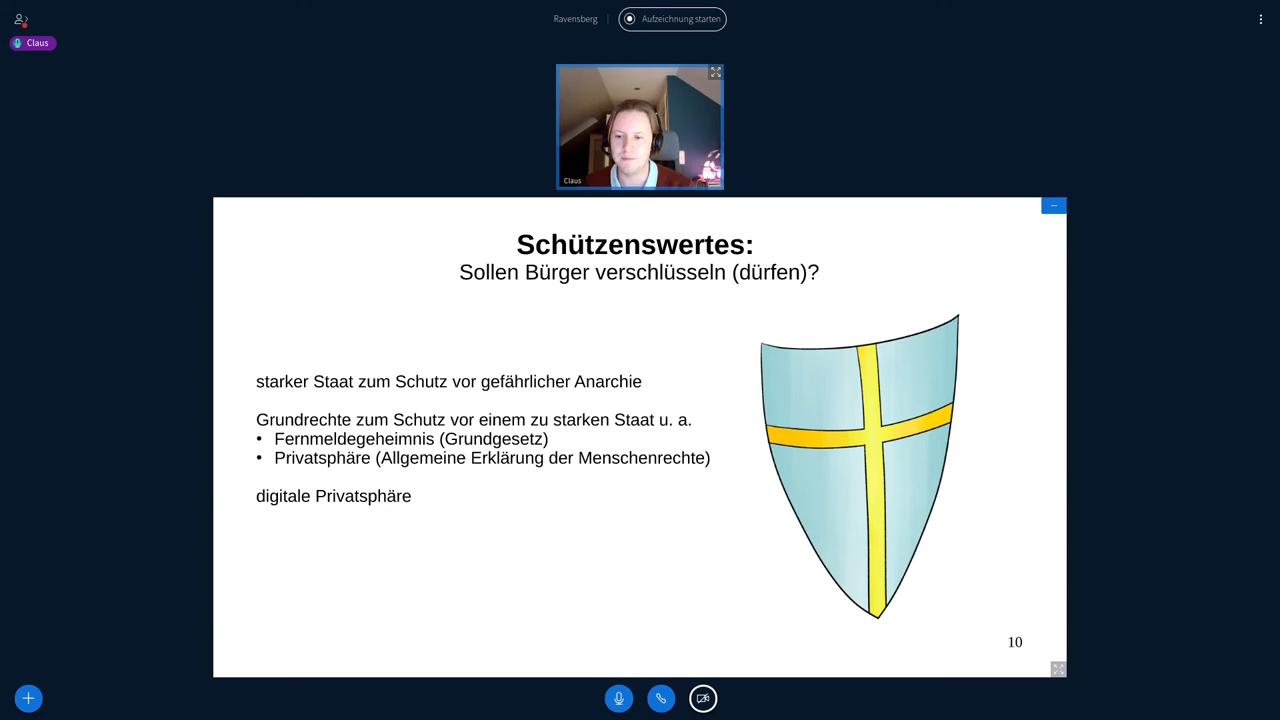 Ravensberg
Aufzeichnung starten
Claus
Claus
Schützenswertes:
Sollen Bürger verschlüsseln (dürfen)?
starker Staat zum Schutz vor gefährlicher Anarchie
Grundrechte zum Schutz vor einem zu starken Staat u. a.
• Fernmeldegeheimnis (Grundgesetz)
• Privatsphäre (Allgemeine Erklärung der Menschenrechte)
digitale Privatsphäre
10